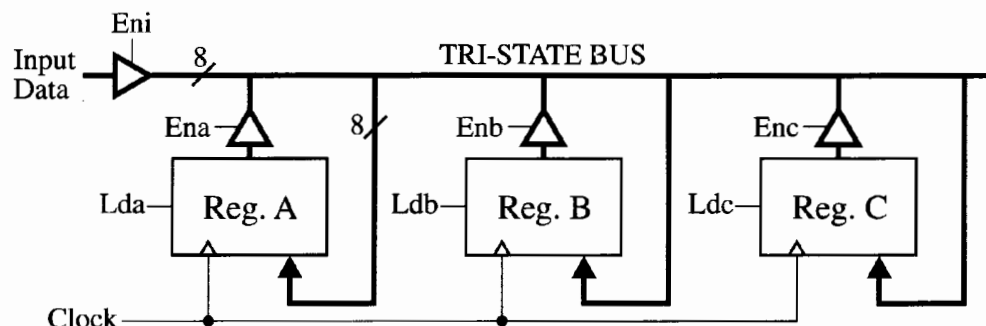 Eni
Input
Data
8
TRI-STATE BUS
Ena
8
Enb
Enc
Lda
Reg. A
Ldb
Reg. B
Ldc
Reg. C
Clock